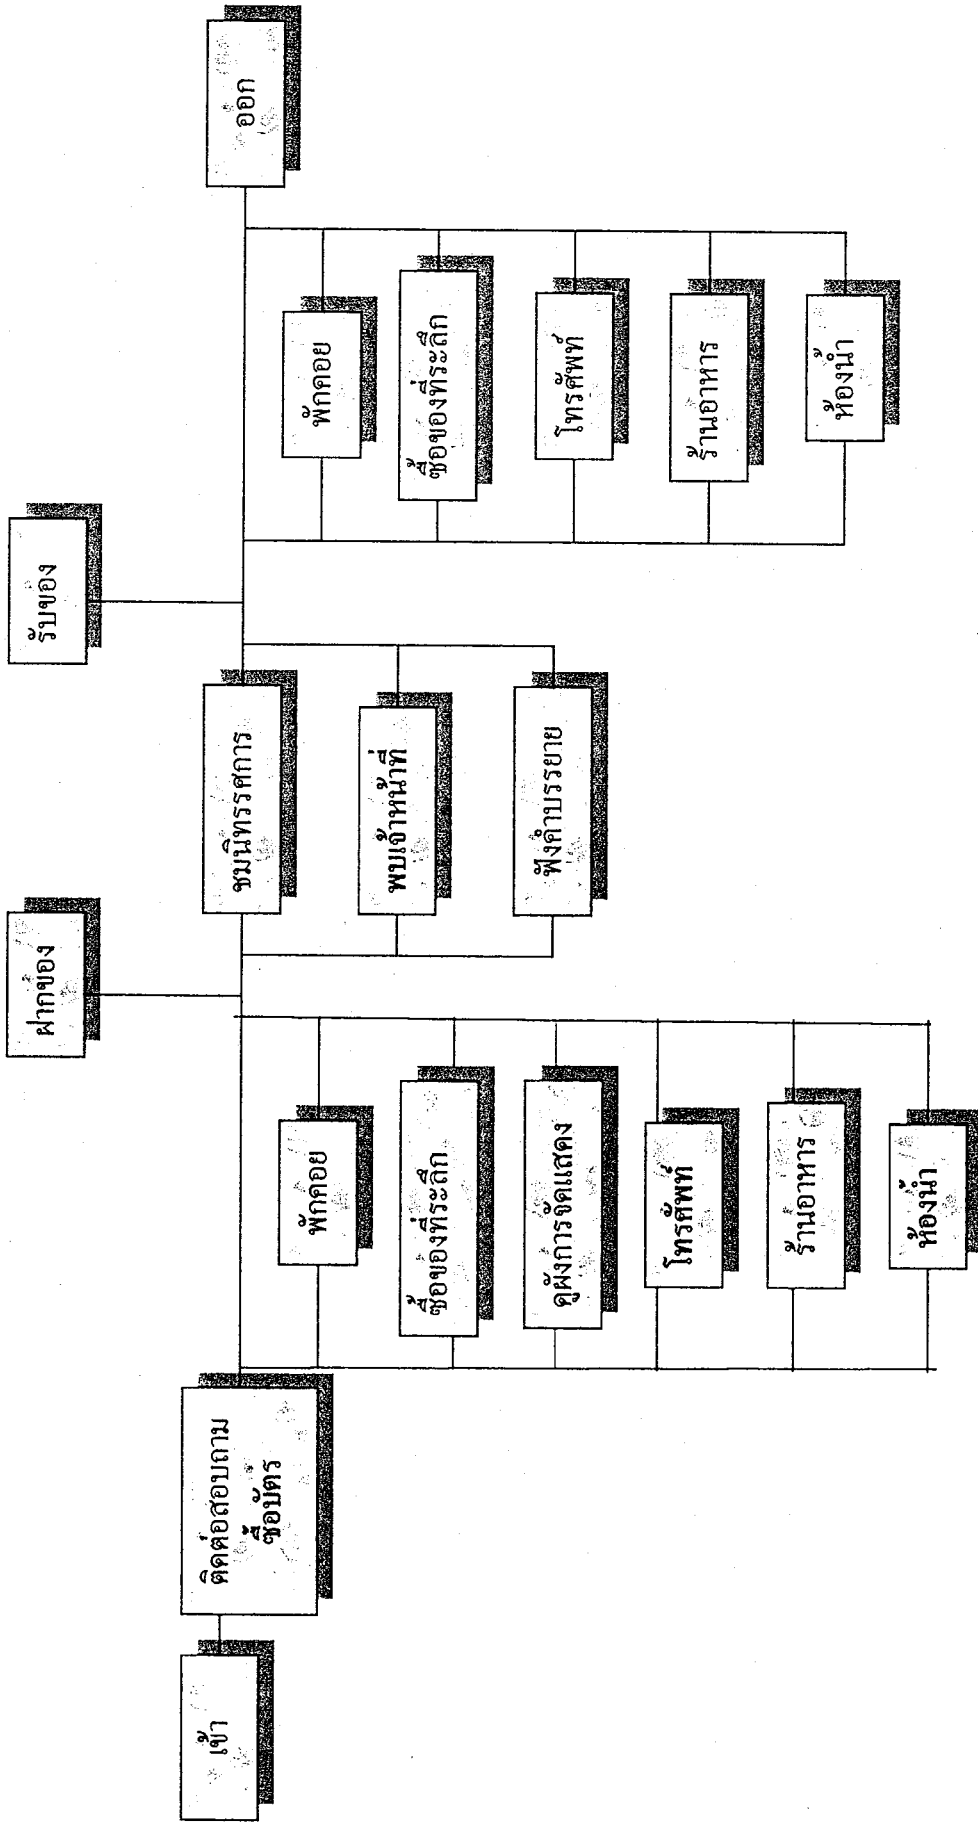 เข้า
ติดต่อสอบถาม
ซื้อบัตร
พักคอย
ซื้อของที่ระลึก
ดูผังการจัดแสดง
โทรศัพท์
ร้านอาหาร
ห้องน้ำ
ฝากของ
ชมนิทรรศการ
พบเจ้าหน้าที่
ฟังคำบรรยาย
รับของ
พักคอย
ซื้อของที่ระลึก
โทรศัพท์
ร้านอาหาร
ห้องน้ำ
ออก